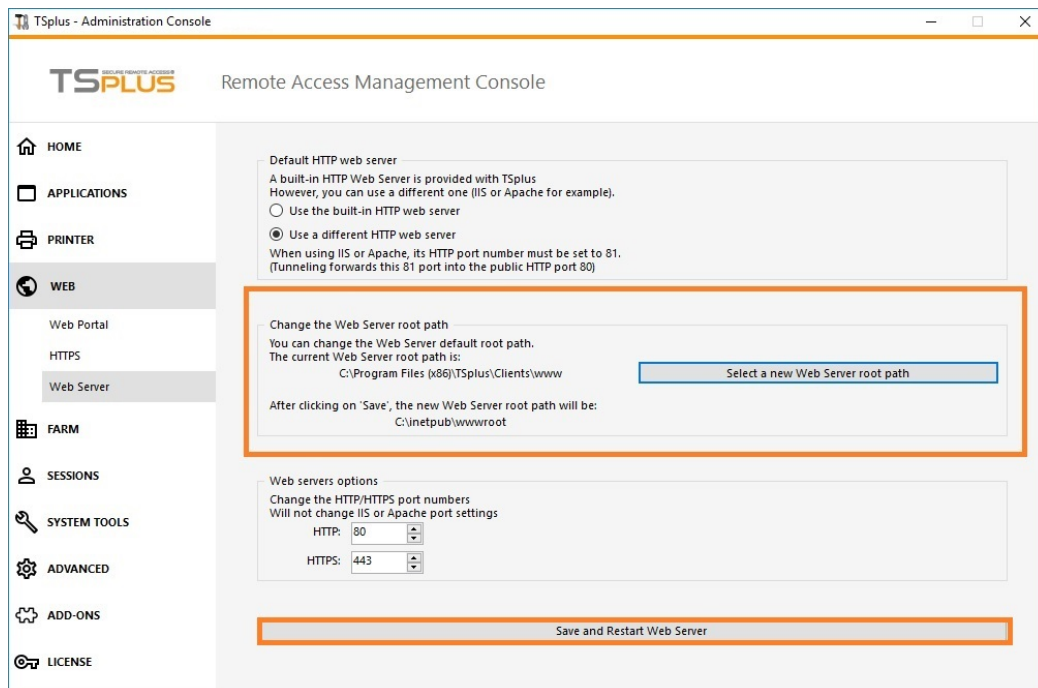 TSplus - Administration Console
TSPLUS
SECURE REMOTE ACCESS
Remote Access Management Console
HOME
APPLICATIONS
PRINTER
WEB
Web Portal
HTTPS
Web Server
FARM
SESSIONS
SYSTEM TOOLS
ADVANCED
ADD-ONS
LICENSE
Default HTTP web server
A built-in HTTP Web Server is provided with TSplus
However, you can use a different one (IIS or Apache for example).
Use the built-in HTTP web server
Use a different HTTP web server
When using IIS or Apache, its HTTP port number must be set to 81.
(Tunneling forwards this 81 port into the public HTTP port 80)
Change the Web Server root path
You can change the Web Server default root path.
The current Web Server root path is:
C:\Program Files (x86)\TSplus\Clients\www
Select a new Web Server root path
After clicking on `Save', the new Web Server root path will be:
C:\inetpub\wwwroot
Web servers options
Change the HTTP/HTTPS port numbers
Will not change IIS or Apache port settings
HTTP: 80
HTTPS: 443
Save and Restart Web Server